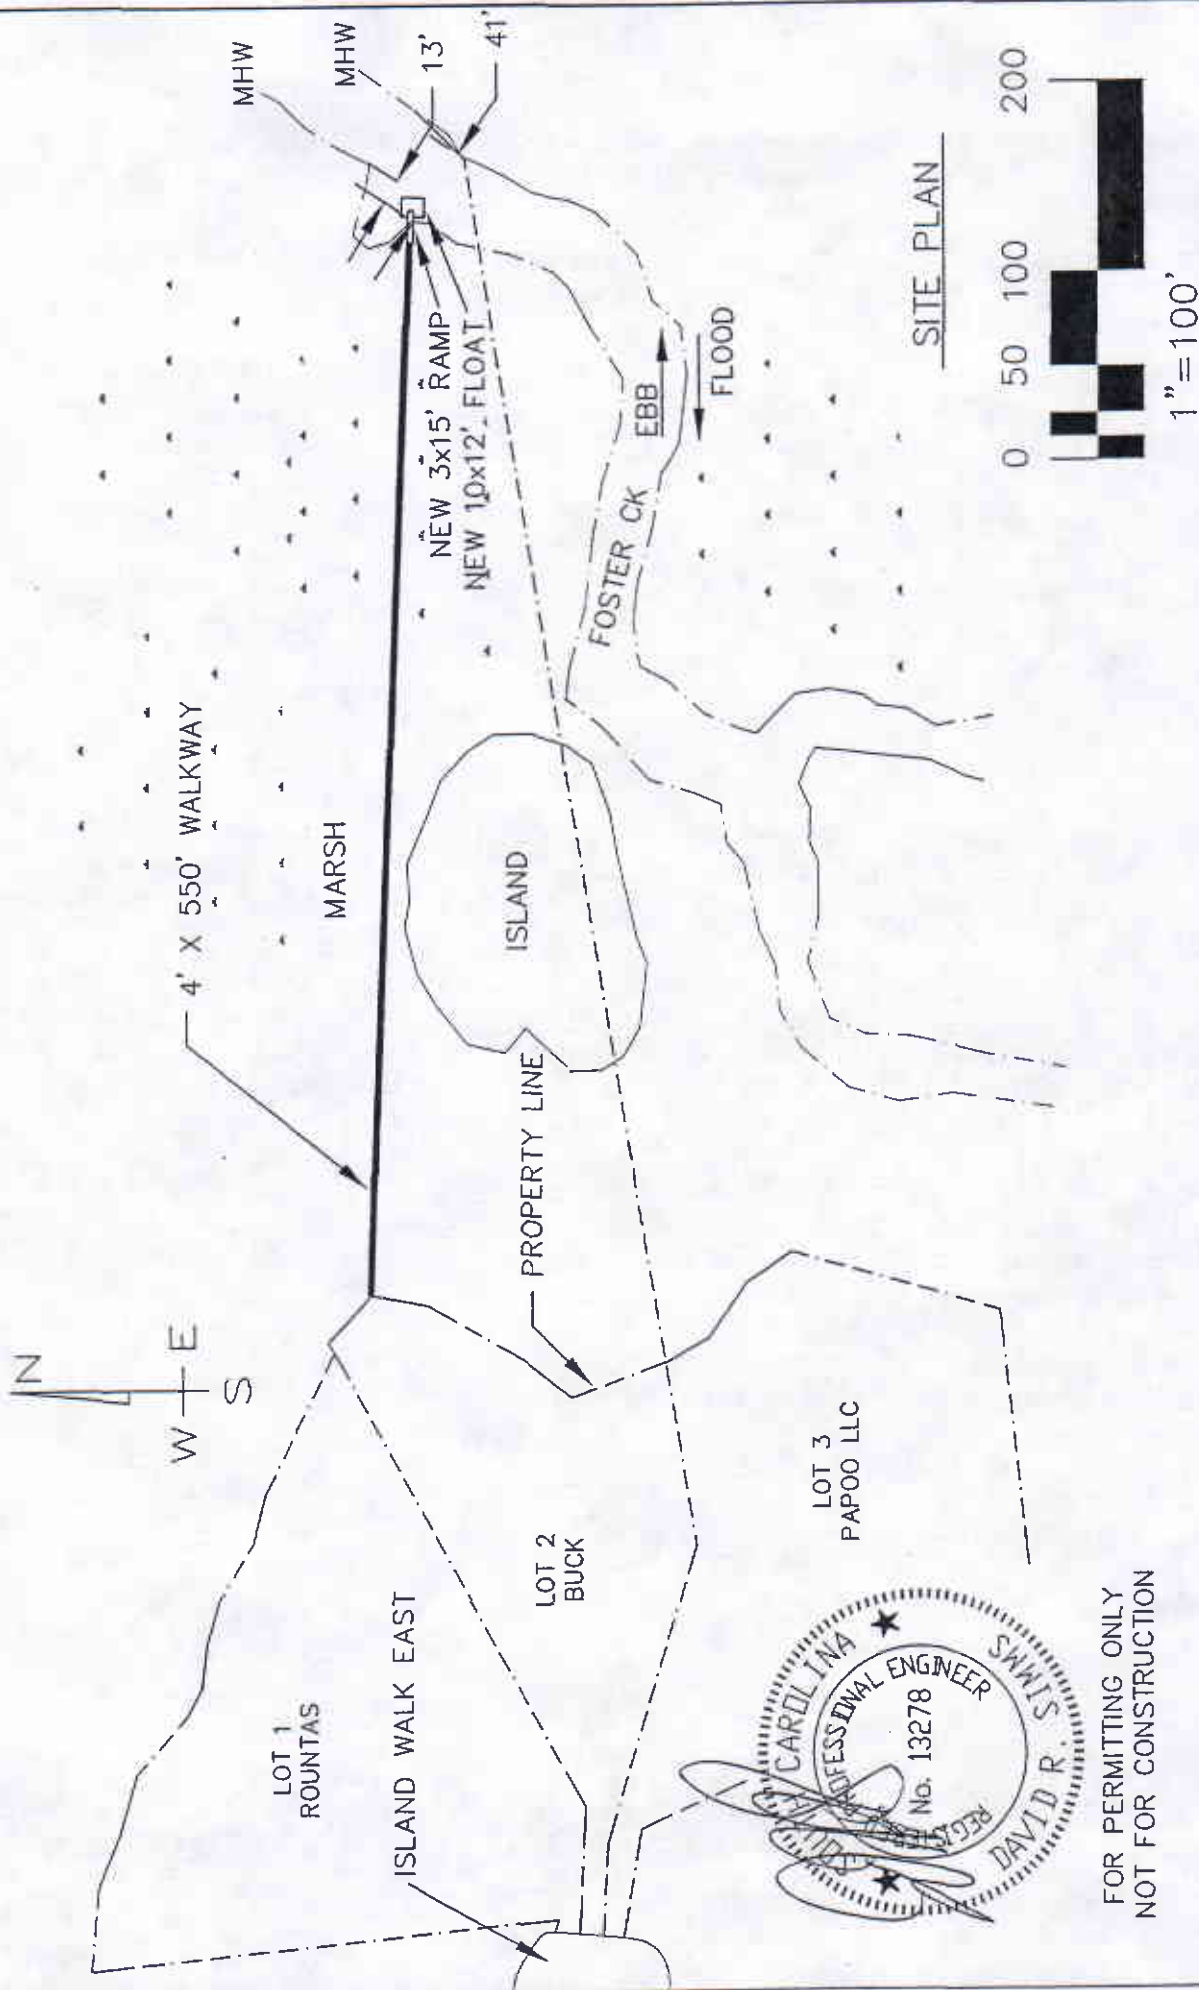 N
W
E
S
4' X 550' WALKWAY
MARSH
MHW
MHW
13'
41'
NEW 3x15' RAMP
NEW 10x12' FLOAT
ISLAND
PROPERTY LINE
FOSTER CK
EBB
FLOOD
LOT 1
ROUNTAS
ISLAND WALK EAST
LOT 2
BUCK
LOT 3
PAPOO LLC
CAROLINA
PROFESSIONAL ENGINEER
No. 13278
DAVID R. SIMMS
FOR PERMITTING ONLY
NOT FOR CONSTRUCTION
SITE PLAN
0 50 100 200
1"=100'